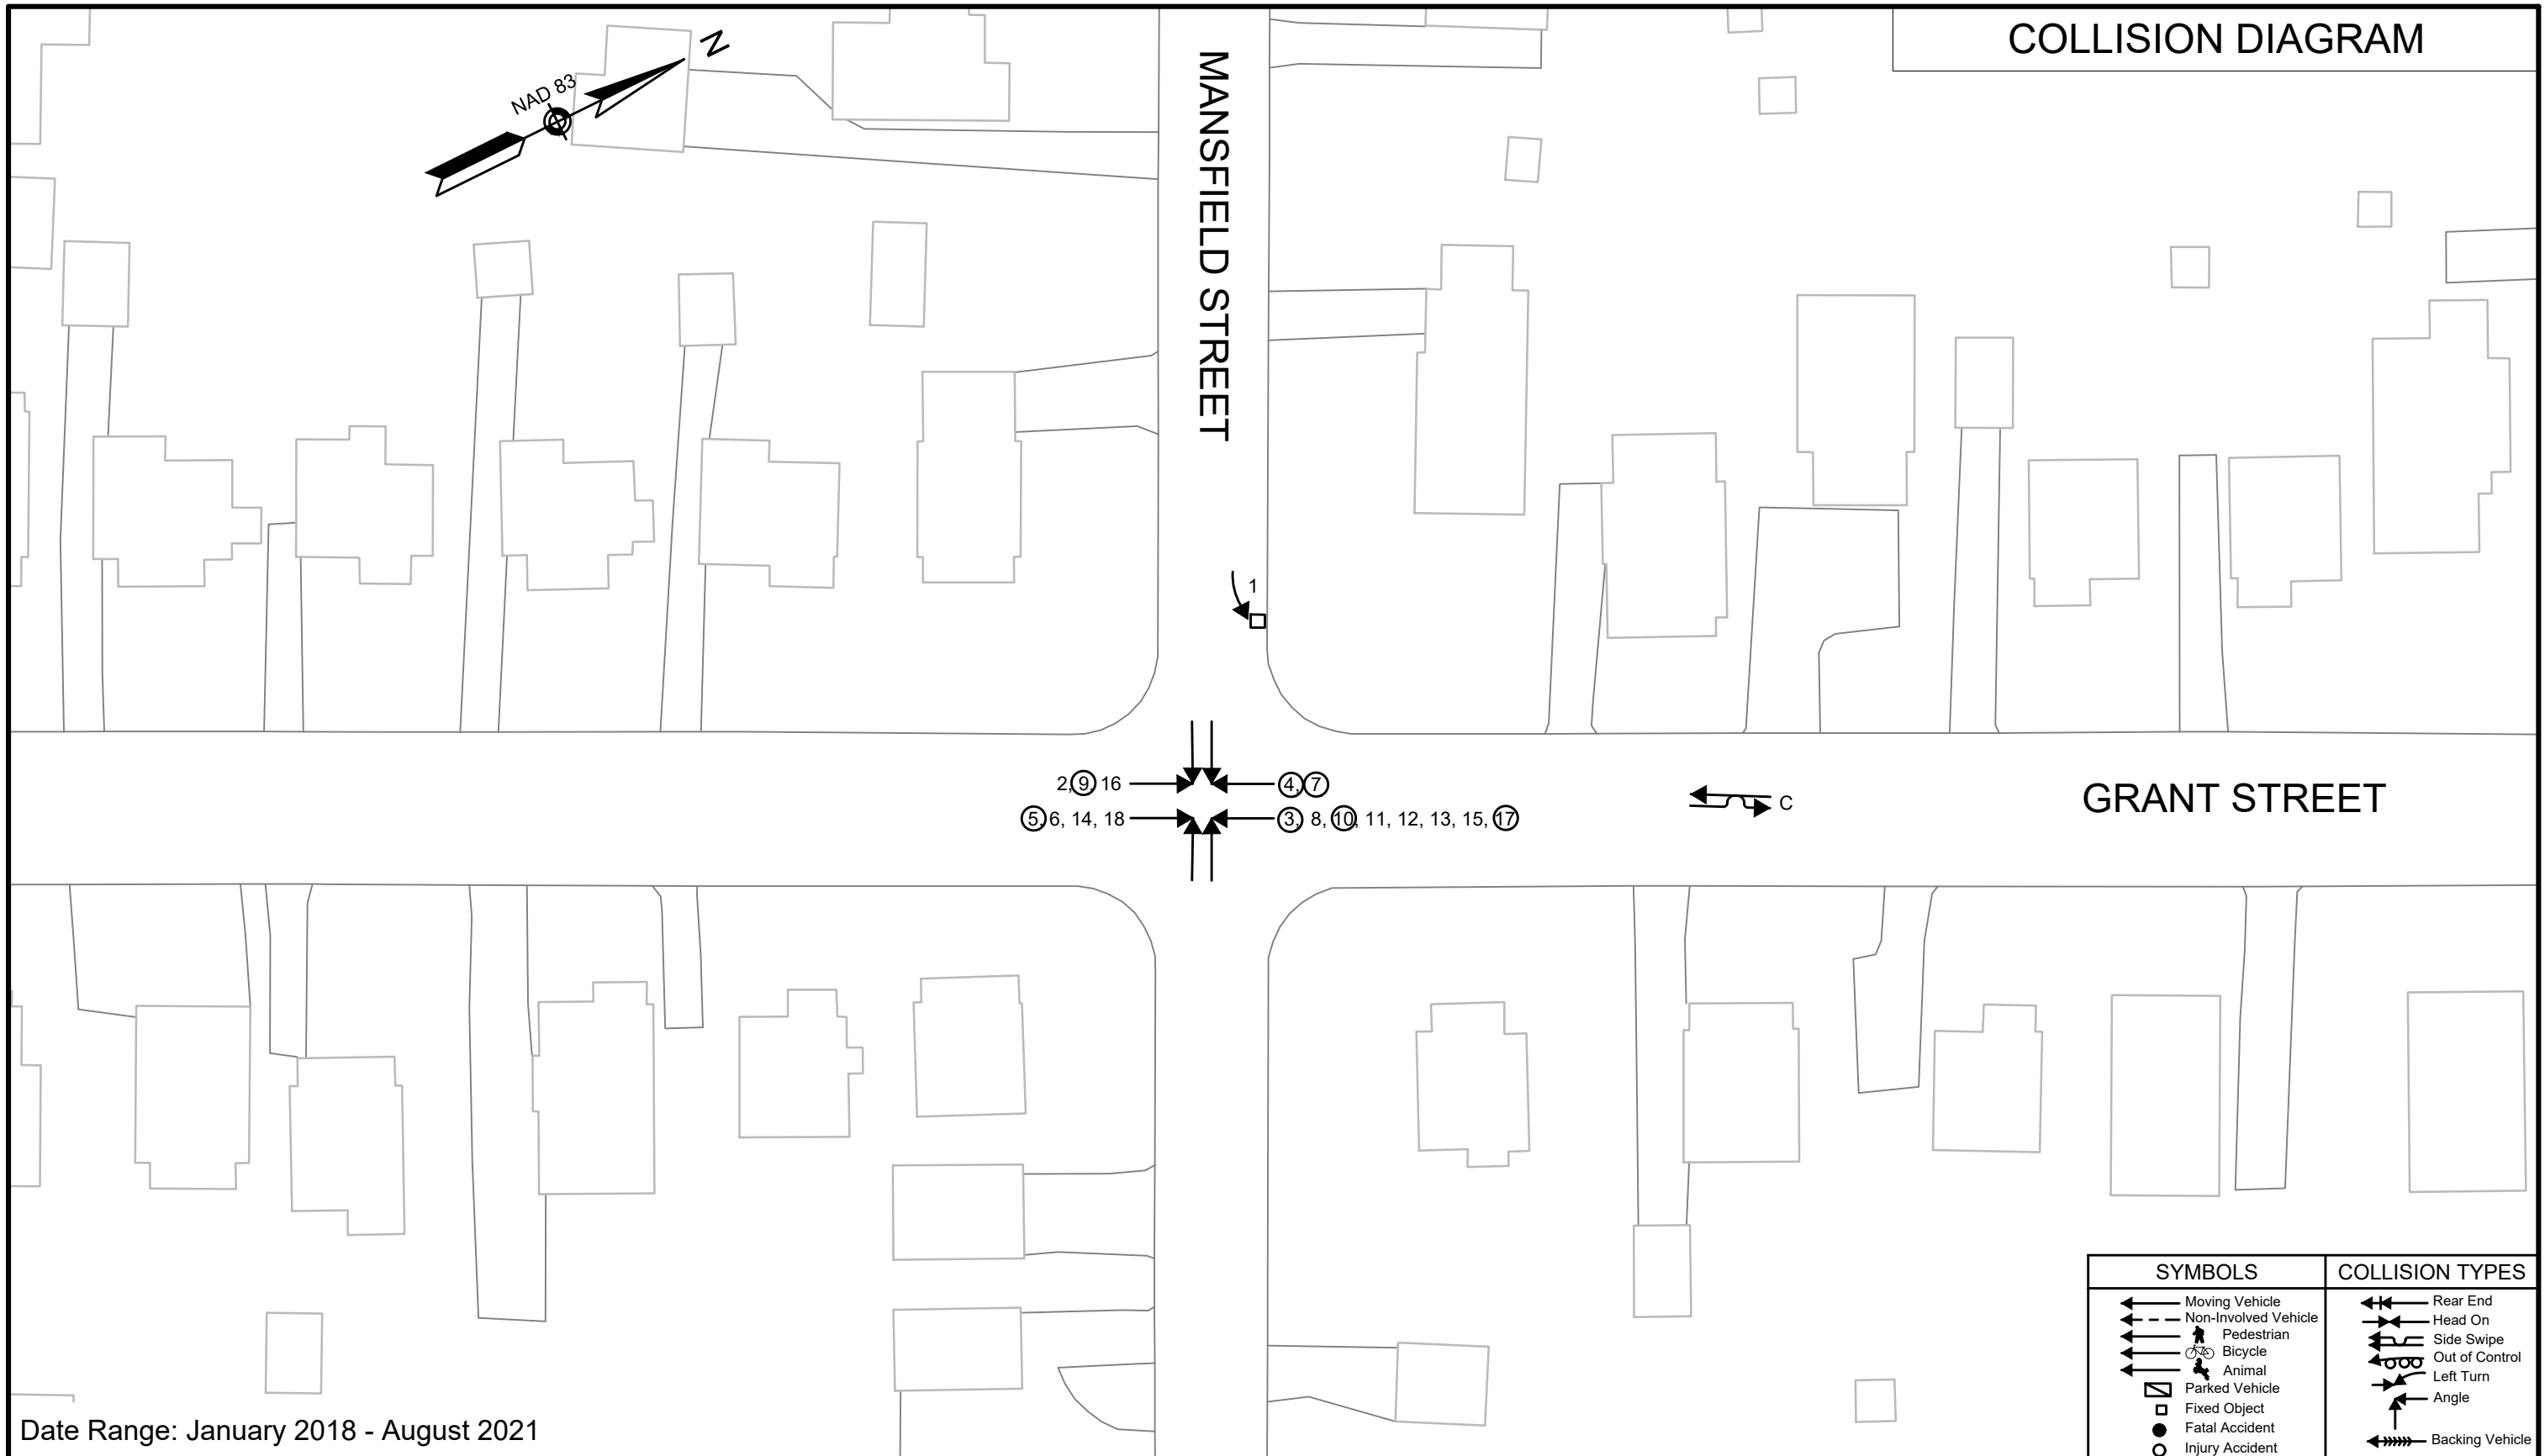 COLLISION DIAGRAM
N
NAD 83
MANSFIELD STREET
1
2, 9, 16
4, 7
C
GRANT STREET
5, 6, 14, 18
3, 8, 10, 11, 12, 13, 15, 17
SYMBOLS
Moving Vehicle
Non-Involved Vehicle
Pedestrian
Bicycle
Animal
Parked Vehicle
Fixed Object
Fatal Accident
Injury Accident
COLLISION TYPES
Rear End
Head On
Side Swipe
Out of Control
Left Turn
Angle
Backing Vehicle
Date Range: January 2018 - August 2021